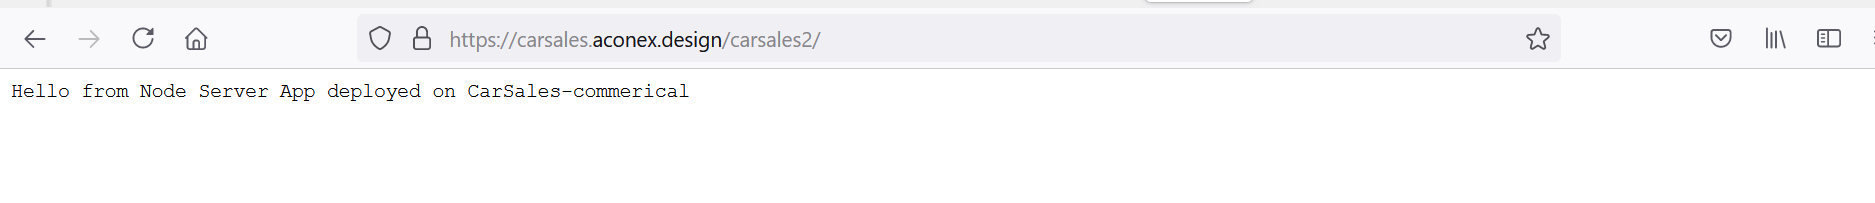 https://carsales.aconex.design/carsales2/
Hello from Node Server App deployed on CarSales-commerical